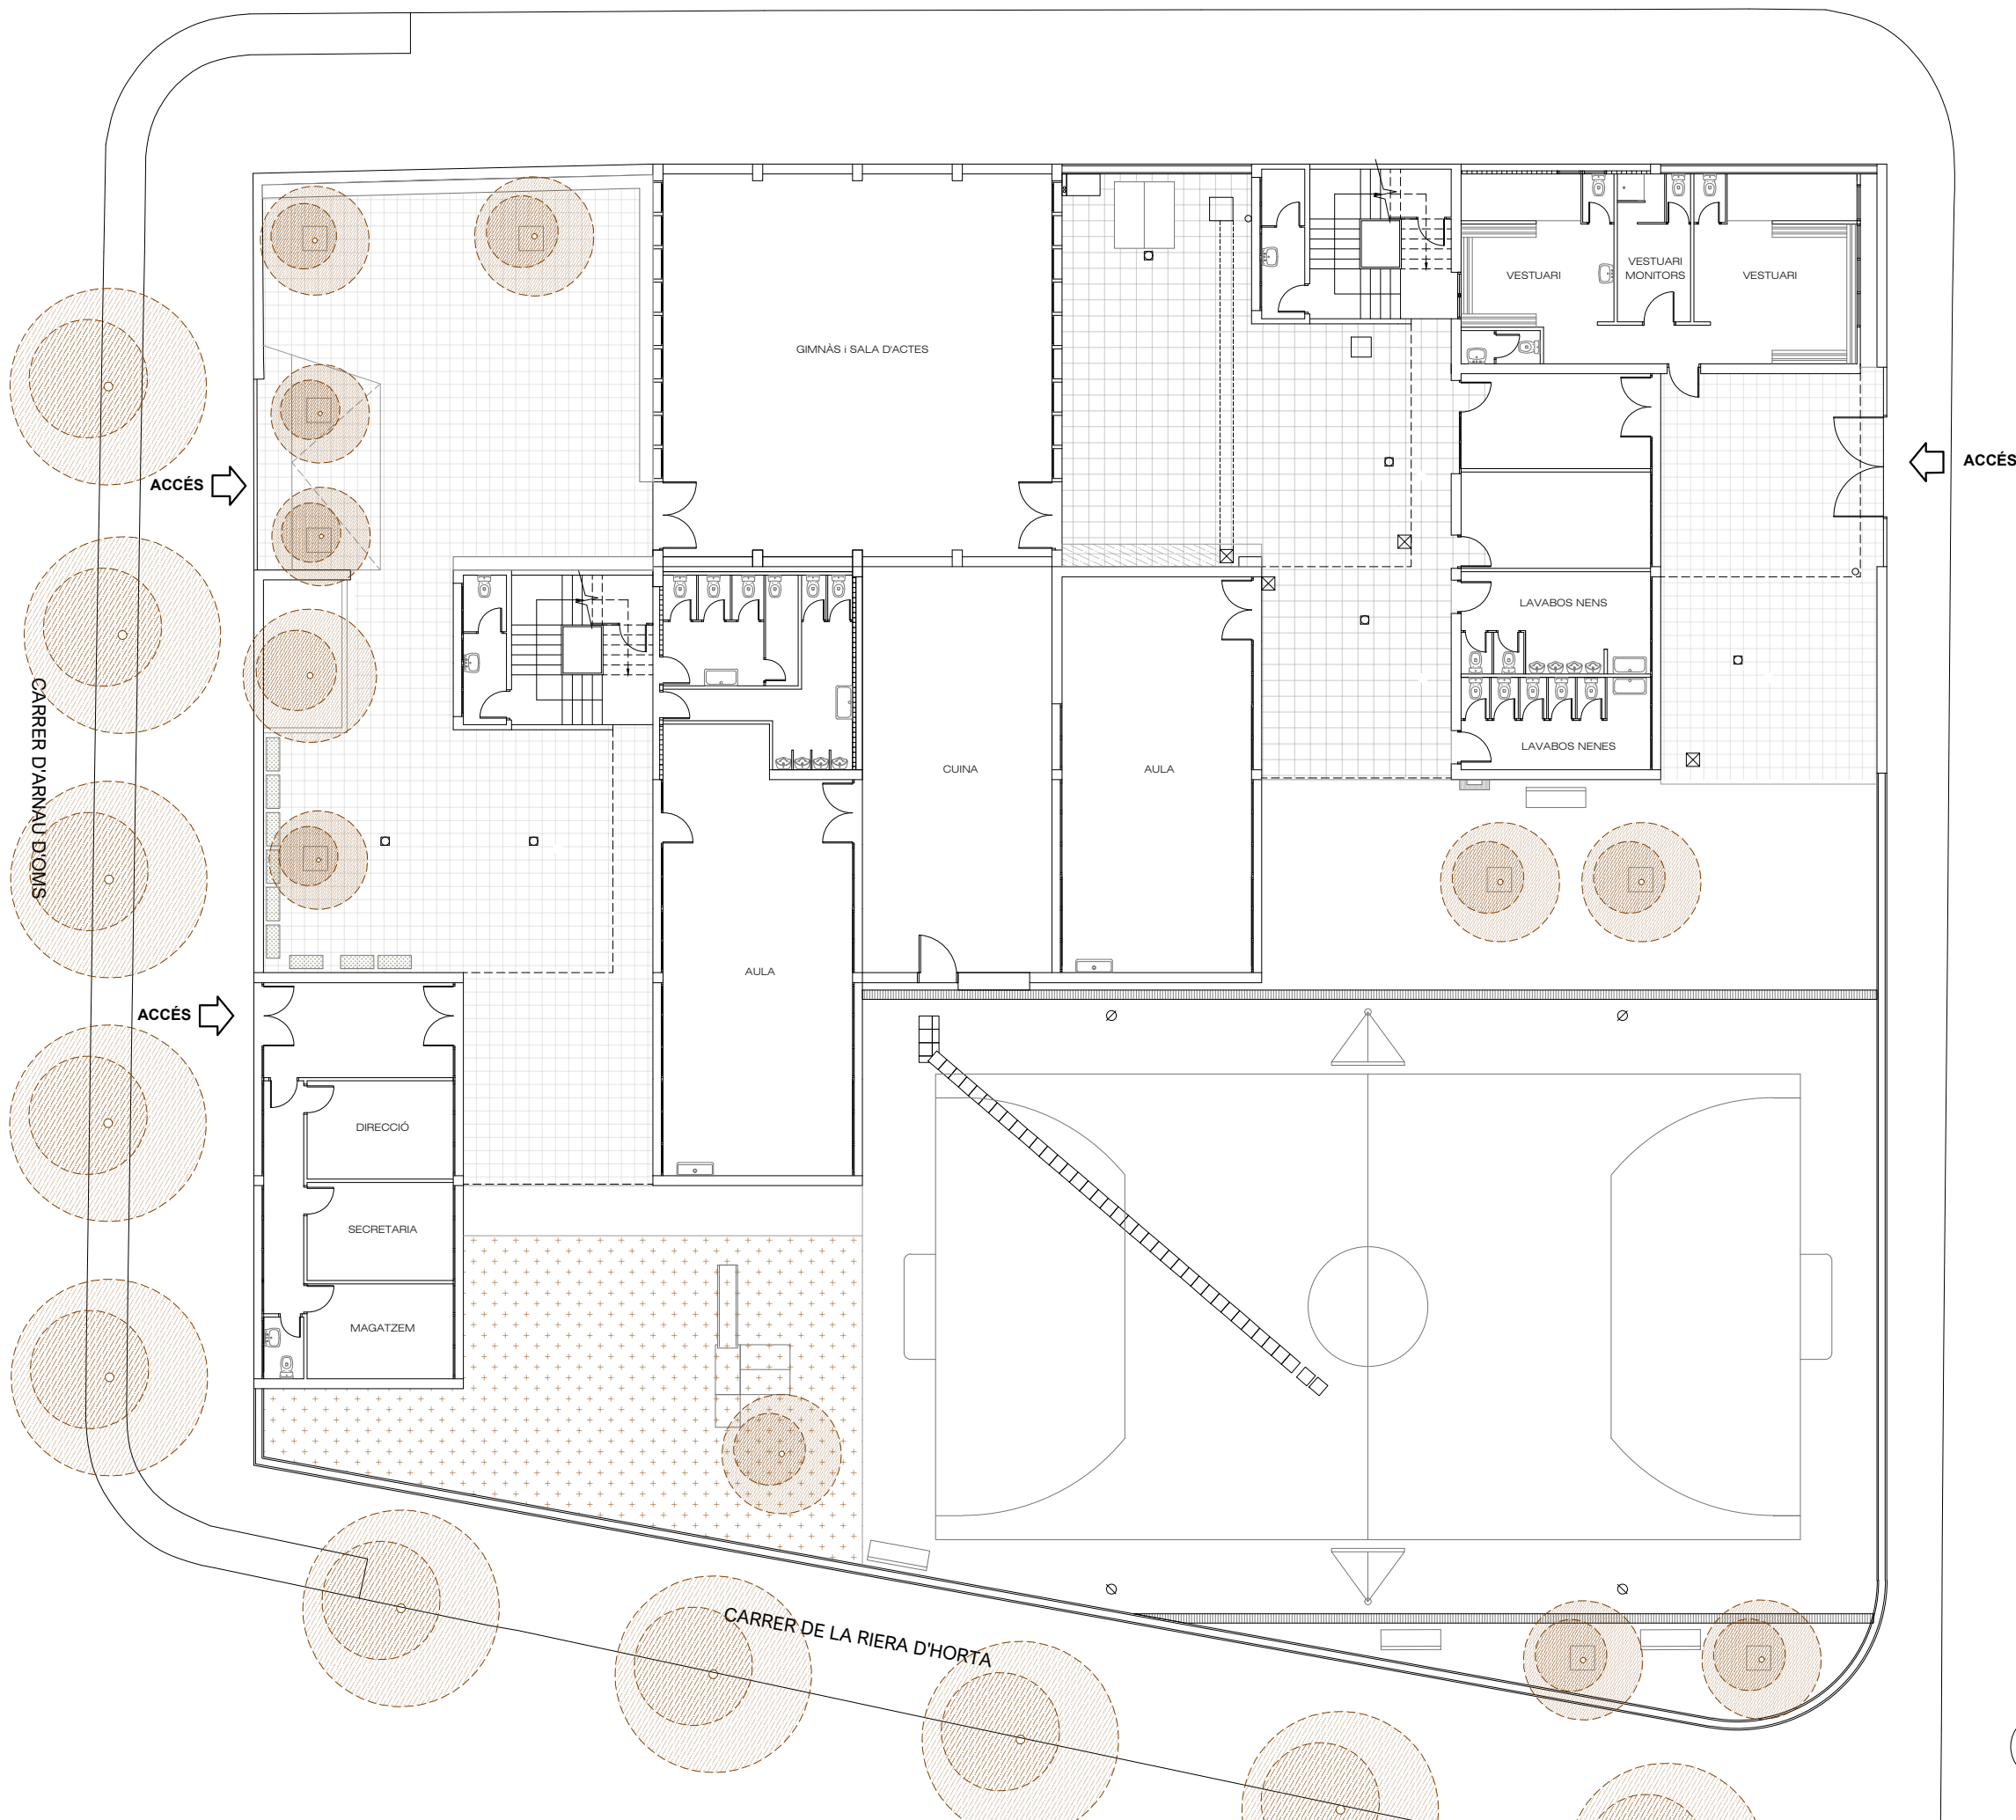 VESTUARI
VESTUARI
MONITORS
VESTUARI
GIMNÀS i SALA D'ACTES
ACCÉS
ACCÉS
LAVABOS NENS
LAVABOS NENES
CUINA
AULA
CARRER D'ARNAU D'OMS
AULA
ACCÉS
DIRECCIÓ
SECRETARIA
MAGATZEM
CARRER DE LA RIERA D'HORTA